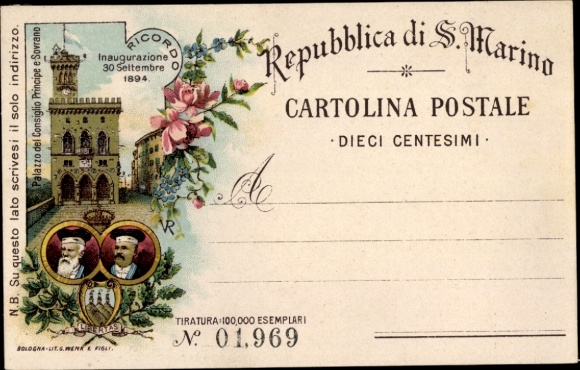 N.B. Su questo lato scrivesi il solo indirizzo.
Palazzo del Consiglio Principe e Sovrano
RICORDO
Inaugurazione
30 Settembre
1894.
Repubblica di S. Marino
CARTOLINA POSTALE
· DIECI CENTESIMI ·
A
VR
LIBERTAS
TIRATURA: 100,000 ESEMPLARI
No. 01,969
BOLOGNA-LIT. G. WENK E FIGLI.